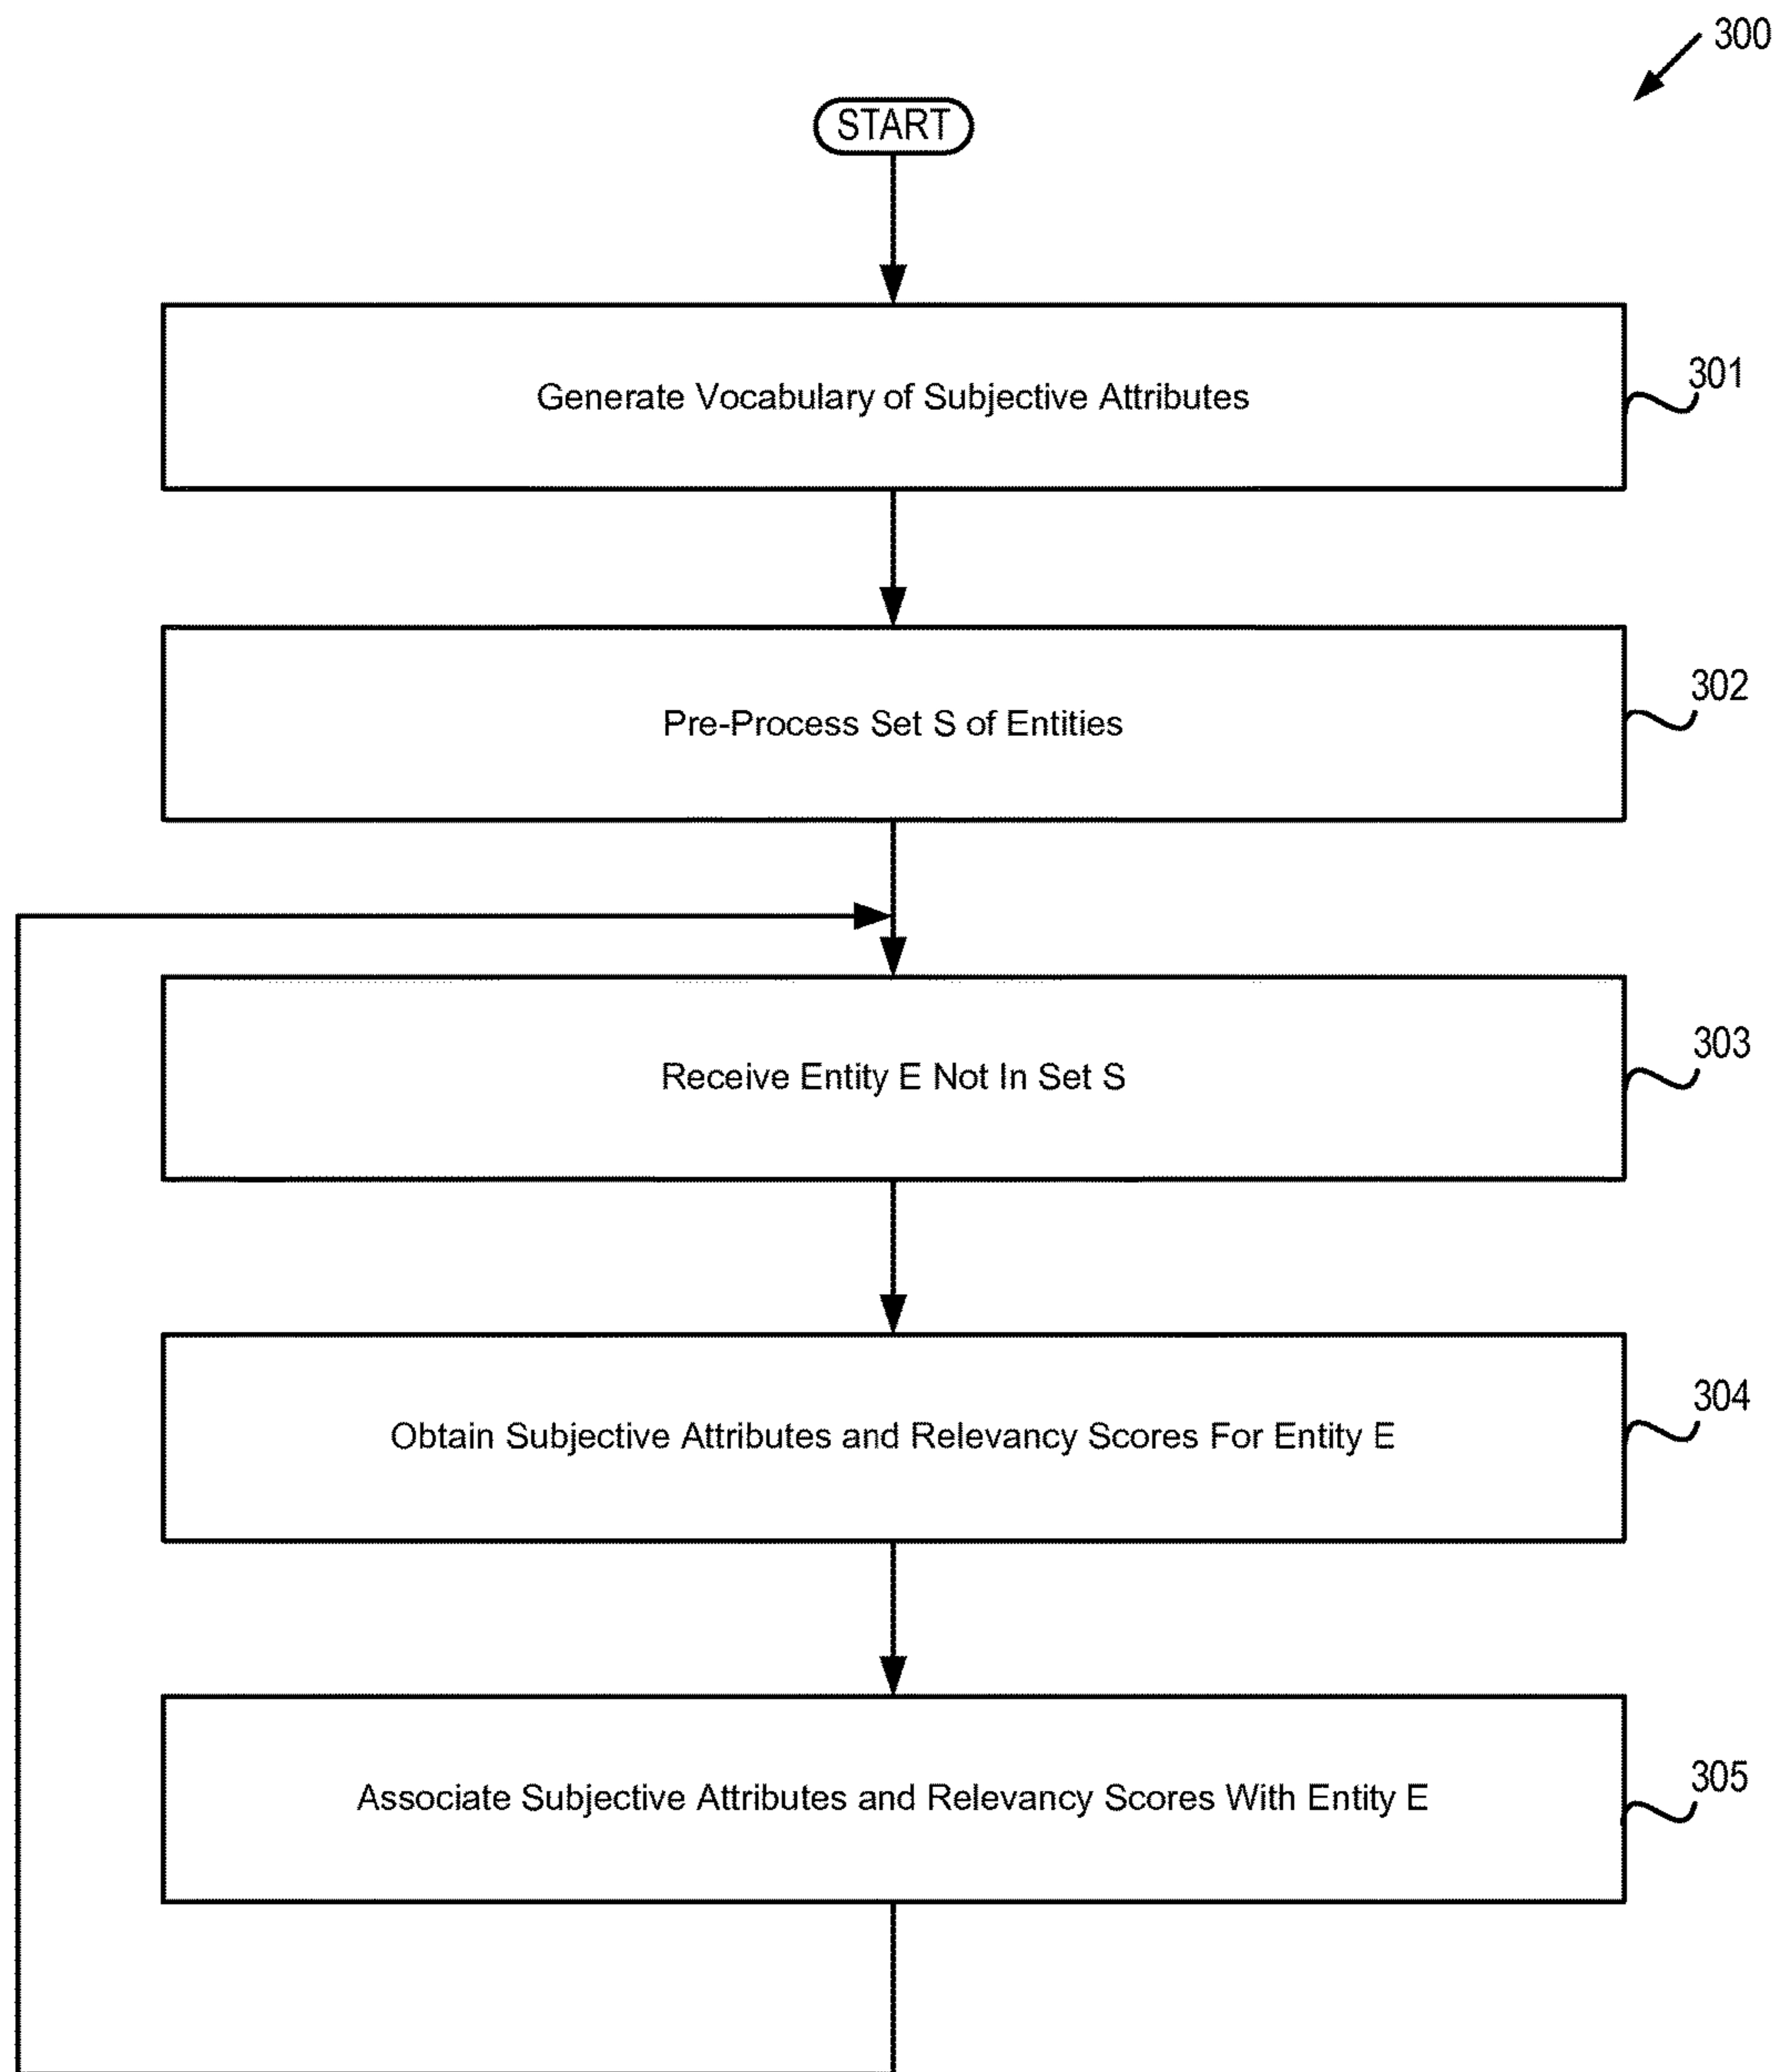 300
START
Generate Vocabulary of Subjective Attributes
301
Pre-Process Set S of Entities
302
Receive Entity E Not In Set S
303
Obtain Subjective Attributes and Relevancy Scores For Entity E
304
Associate Subjective Attributes and Relevancy Scores With Entity E
305